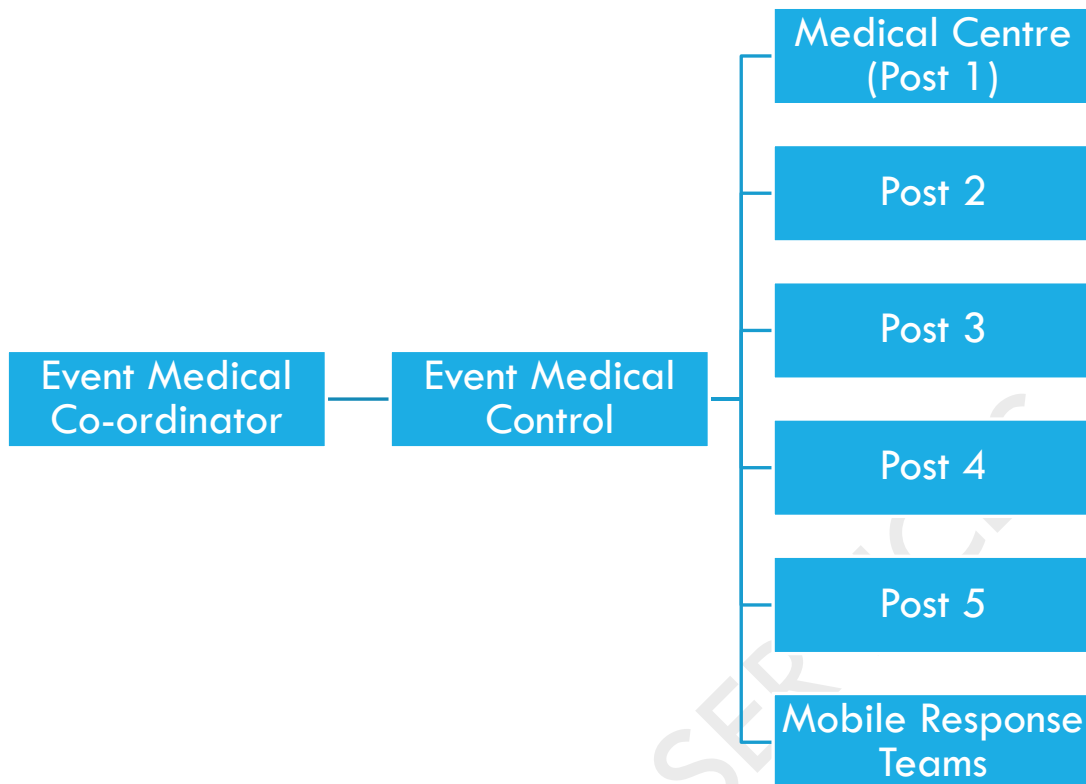 Medical Centre
(Post 1)
Post 2
Post 3
Event Medical
Co-ordinator
Event Medical
Control
Post 4
Post 5
Mobile Response
Teams